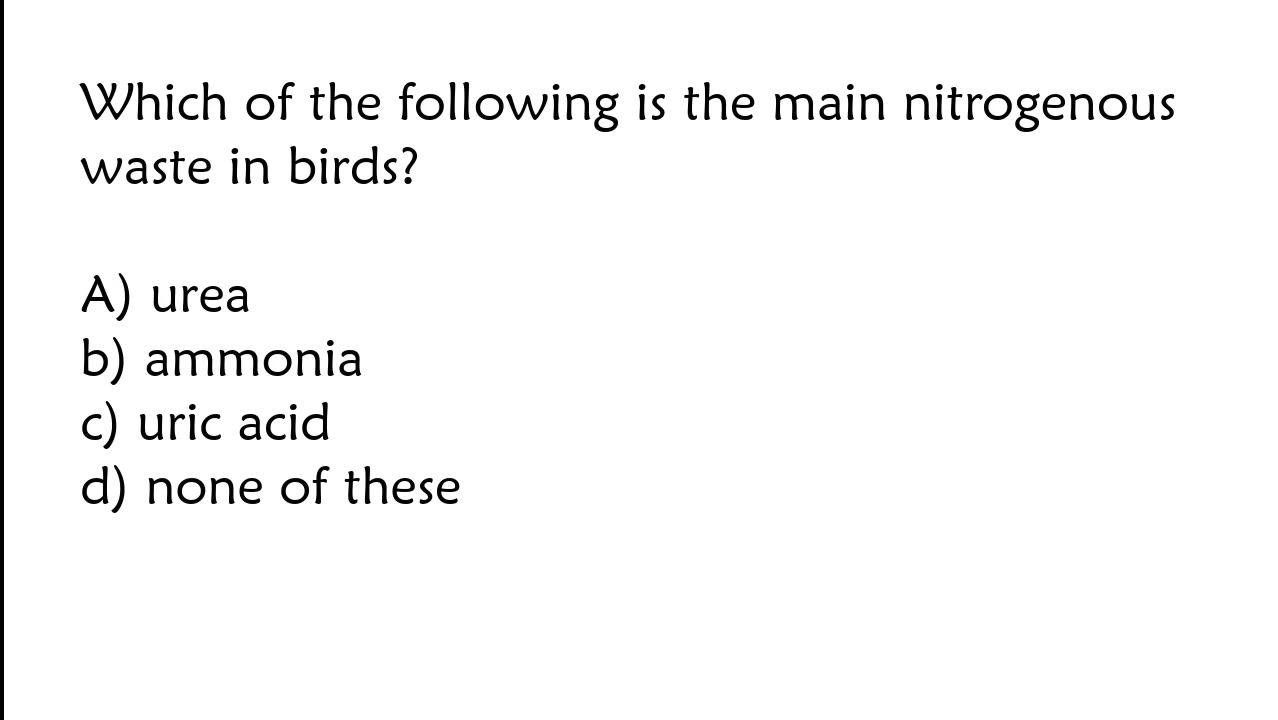 Which of the following is the main nitrogenous
waste in birds?
A) urea
b) ammonia
c) uric acid
d) none of these